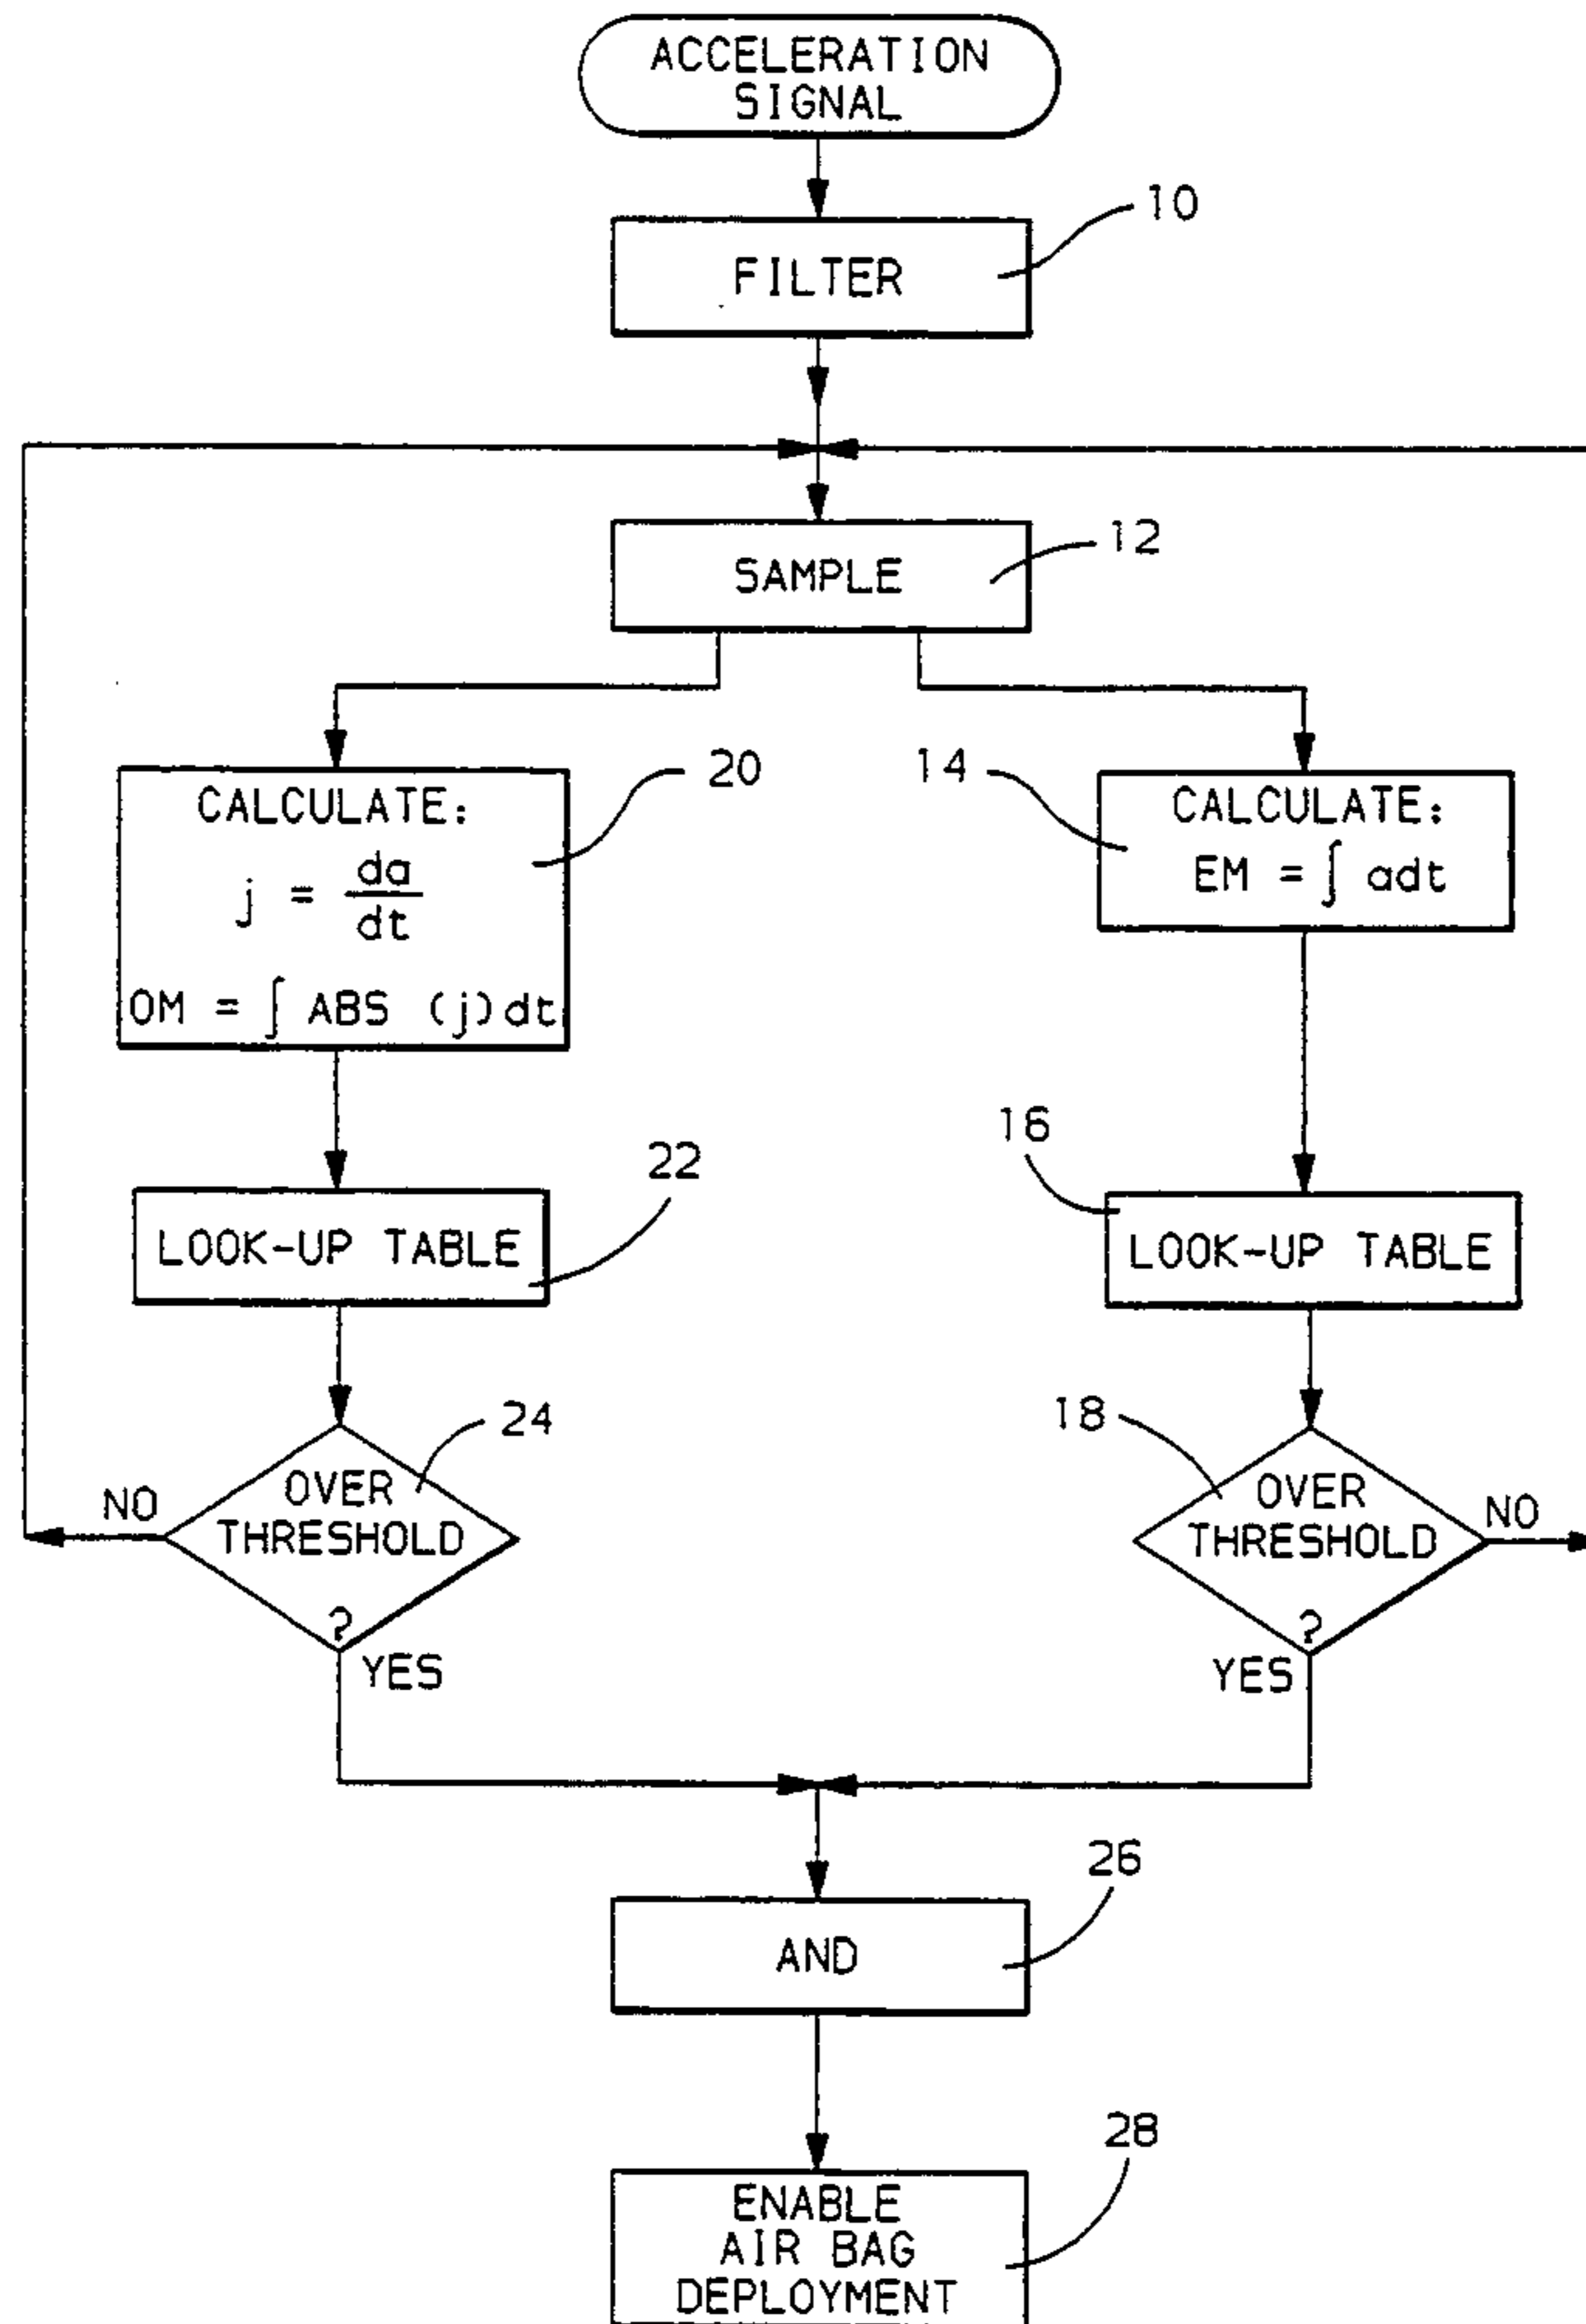 ACCELERATION
SIGNAL
10
FILTER
12
SAMPLE
20
14
CALCULATE:
j = da/dt
OM = ∫ ABS (j)dt
CALCULATE:
EM = ∫ adt
22
16
LOOK-UP TABLE
LOOK-UP TABLE
24
18
NO
OVER
THRESHOLD
?
YES
OVER
THRESHOLD
?
NO
YES
26
AND
28
ENABLE
AIR BAG
DEPLOYMENT